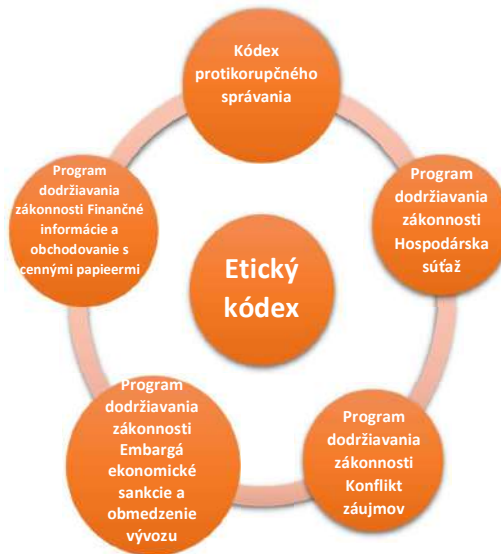 Kódex
protikorupčného
správania
Program
dodržiavania
zákonnosti
Hospodárska
súťaž
Program
dodržiavania
zákonnosti
Konflikt
záujmov
Program
dodržiavania
zákonnosti
Embargá
ekonomické
sankcie a
obmedzenie
vývozu
Program
dodržiavania
zákonnosti Finančné
informácie a
obchodovanie s
cennými papieermi
Etický
kódex